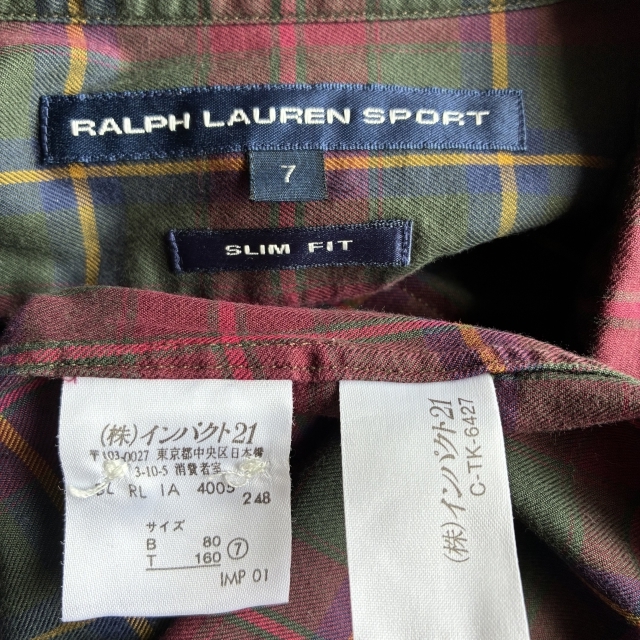 RALPH LAUREN SPORT
7
SLIM FIT
(株)インパクト21
〒103-0027 東京都中央区日本橋
3-10-5 消費者室
RL IA 4005
248
サイズ
B 80
T 160
⑦
IMP 01
(株)インパクト21
C-TK-6427